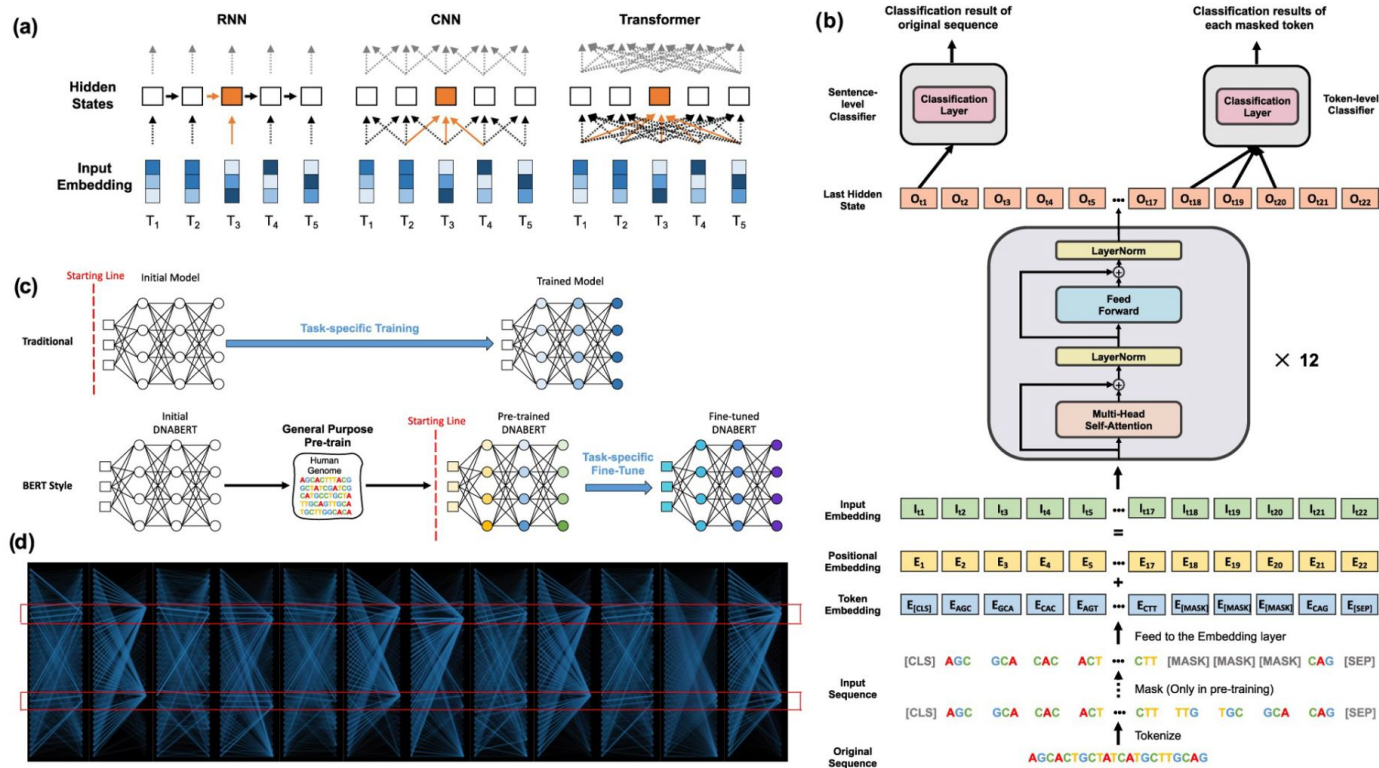 (a)
RNN
CNN
Transformer
Hidden
States
Input
Embedding
T1 T2 T3 T4 T5
T1 T2 T3 T4 T5
T1 T2 T3 T4 T5
(c)
Starting Line
Initial Model
Trained Model
Traditional
Task-specific Training
Initial
DNABERT
General Purpose
Pre-train
Starting Line
Pre-trained
DNABERT
Fine-tuned
DNABERT
Human
Genome
AGCACTTTACG
GCTATCGATCG
CATGCCTGCTA
TTGCAGTTGCA
TGCTTGGCACA
Task-specific
Fine-Tune
BERT Style
(d)
(b)
Classification result of
original sequence
Classification results of
each masked token
Sentence-
level
Classifier
Classification
Layer
Classification
Layer
Token-level
Classifier
Last Hidden
State
Ot1 Ot2 Ot3 Ot4 Ot5 ••• Ot17 Ot18 Ot19 Ot20 Ot21 Ot22
LayerNorm
+
Feed
Forward
LayerNorm
+
Multi-Head
Self-Attention
× 12
Input
Embedding
It1 It2 It3 It4 It5 ••• It17 It18 It19 It20 It21 It22
=
Positional
Embedding
E1 E2 E3 E4 E5 ••• E17 E18 E19 E20 E21 E22
+
Token
Embedding
E[CLS] EAGC EGCA ECAC EAGT ••• ECTT E[MASK] E[MASK] E[MASK] ECAG E[SEP]
Feed to the Embedding layer
[CLS] AGC GCA CAC ACT ••• CTT [MASK] [MASK] [MASK] CAG [SEP]
Input
Sequence
Mask (Only in pre-training)
[CLS] AGC GCA CAC ACT ••• CTT TTG TGC GCA CAG [SEP]
Tokenize
Original
Sequence
AGCACTGCTATCATGCTTGCAG